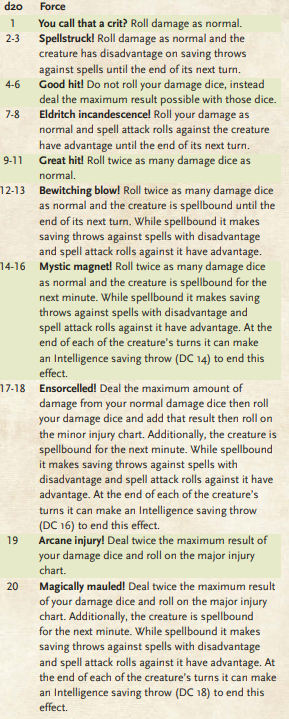 d20 Force
1 You call that a crit? Roll damage as normal.
2-3 Spellstruck! Roll damage as normal and the
creature has disadvantage on saving throws
against spells until the end of its next turn.
4-6 Good hit! Do not roll your damage dice, instead
deal the maximum result possible with those dice.
7-8 Eldritch incandescence! Roll your damage as
normal and spell attack rolls against the creature
have advantage until the end of its next turn.
9-11 Great hit! Roll twice as many damage dice as
normal.
12-13 Bewitching blow! Roll twice as many damage dice
as normal and the creature is spellbound until the
end of its next turn. While spellbound it makes
saving throws against spells with disadvantage
and spell attack rolls against it have advantage.
14-16 Mystic magnet! Roll twice as many damage dice
as normal and the creature is spellbound for the
next minute. While spellbound it makes saving
throws against spells with disadvantage and
spell attack rolls against it have advantage. At the
end of each of the creature's turns it can make
an Intelligence saving throw (DC 14) to end this
effect.
17-18 Ensorcelled! Deal the maximum amount of
damage from your normal damage dice then roll
your damage dice and add that result then roll on
the minor injury chart. Additionally, the creature is
spellbound for the next minute. While spellbound
it makes saving throws against spells with
disadvantage and spell attack rolls against it have
advantage. At the end of each of the creature's
turns it can make an Intelligence saving throw
(DC 16) to end this effect.
19 Arcane injury! Deal twice the maximum result of
your damage dice and roll on the major injury
chart.
20 Magically mauled! Deal twice the maximum result
of your damage dice and roll on the major injury
chart. Additionally, the creature is spellbound
for the next minute. While spellbound it makes
saving throws against spells with disadvantage
and spell attack rolls against it have advantage. At
the end of each of the creature's turns it can make
an Intelligence saving throw (DC 18) to end this
effect.